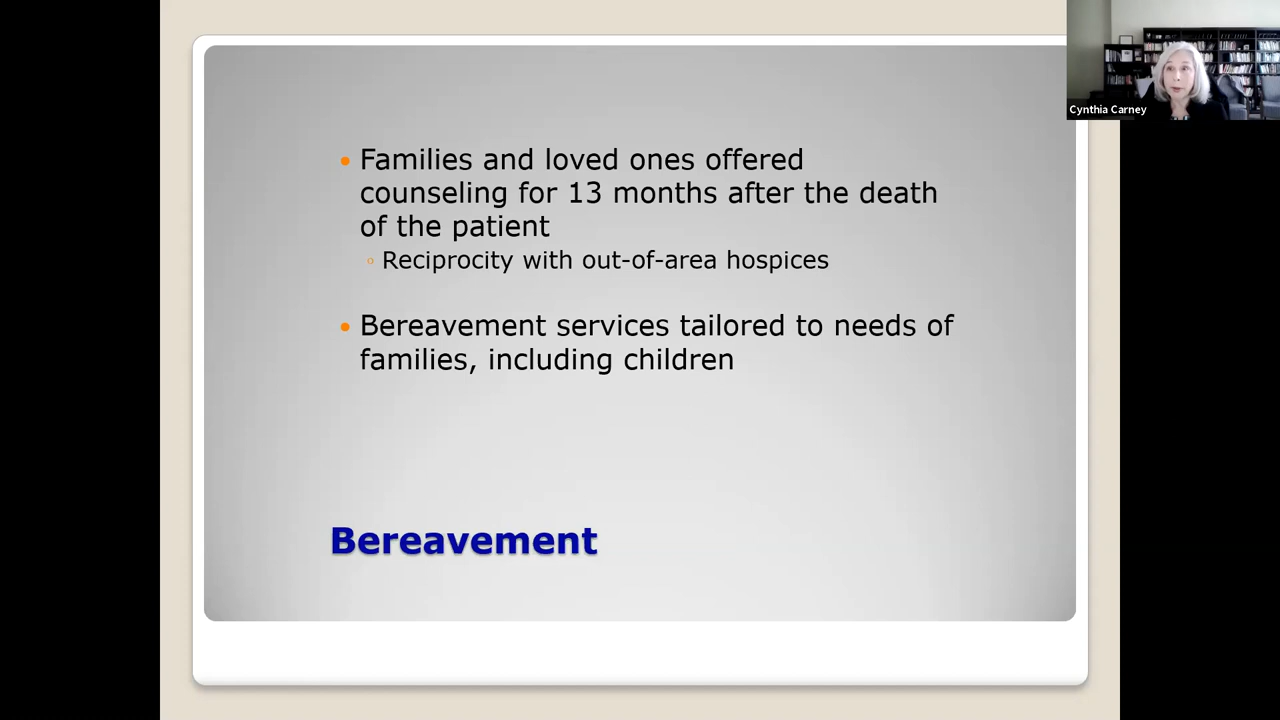 Families and loved ones offered
counseling for 13 months after the death
of the patient
Reciprocity with out-of-area hospices
Bereavement services tailored to needs of
families, including children
Bereavement
Cynthia Carney